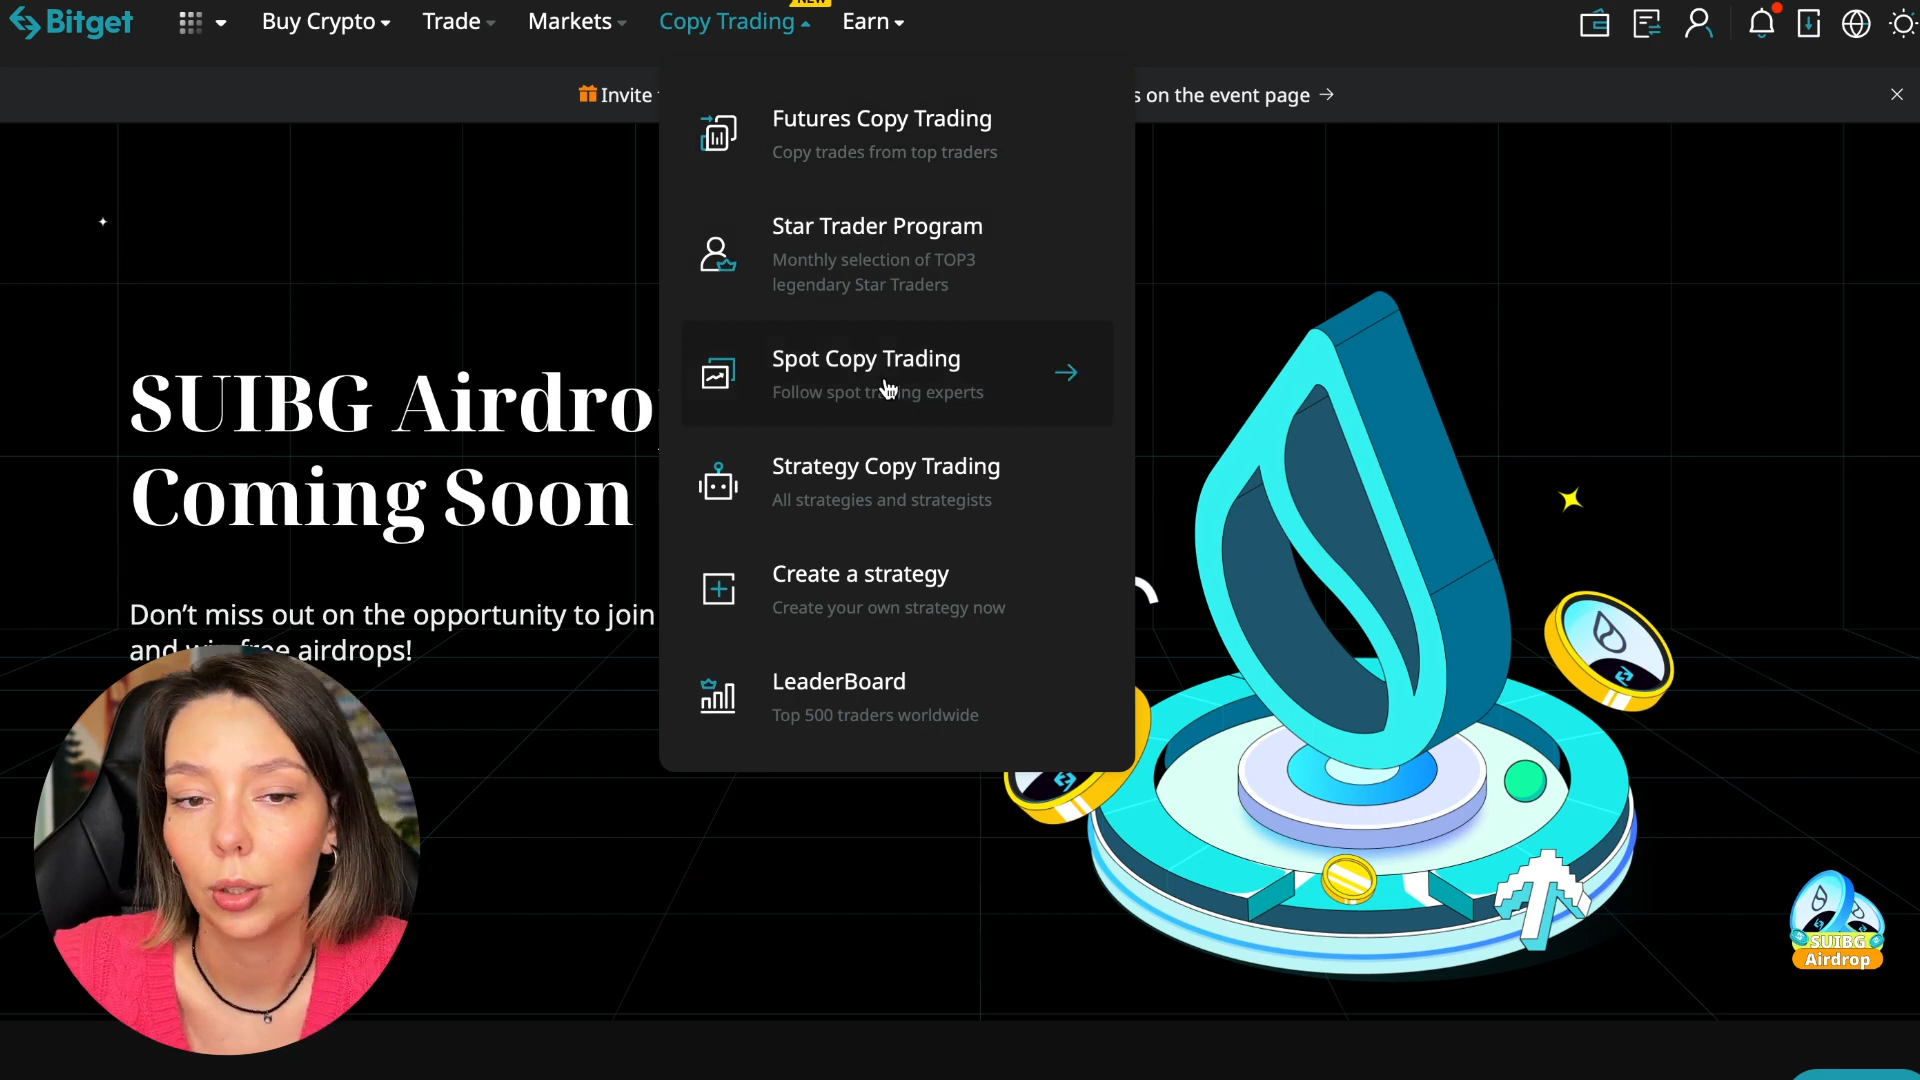 Bitget
Buy Crypto
Trade
Markets
Copy Trading
NEW
Earn
Invite
s on the event page →
Futures Copy Trading
Copy trades from top traders
Star Trader Program
Monthly selection of TOP3
legendary Star Traders
Spot Copy Trading
Follow spot trading experts
Strategy Copy Trading
All strategies and strategists
Create a strategy
Create your own strategy now
LeaderBoard
Top 500 traders worldwide
SUIBG Airdro
Coming Soon
Don't miss out on the opportunity to join
and win free airdrops!
SUIBG
Airdrop